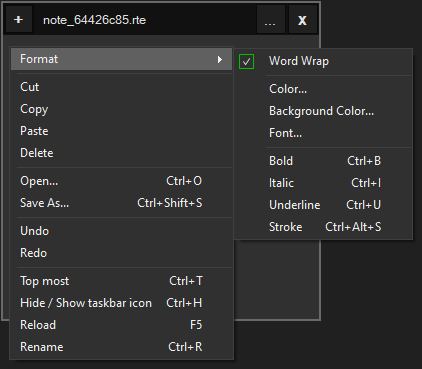 + note_64426c85.rte ... x
Format
Cut
Copy
Paste
Delete
Open... Ctrl+O
Save As... Ctrl+Shift+S
Undo
Redo
Top most Ctrl+T
Hide / Show taskbar icon Ctrl+H
Reload F5
Rename Ctrl+R
Word Wrap
Color...
Background Color...
Font...
Bold Ctrl+B
Italic Ctrl+I
Underline Ctrl+U
Stroke Ctrl+Alt+S